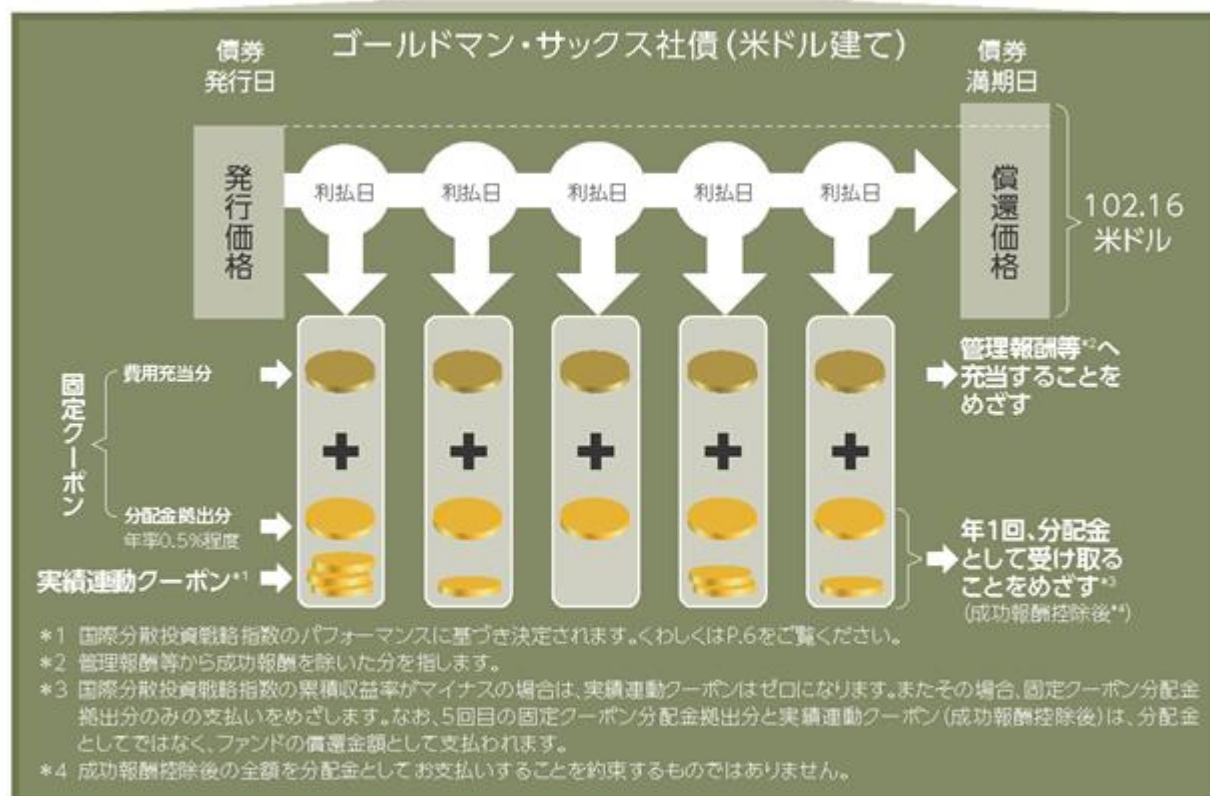 ゴールドマン・サックス社債(米ドル建て)
債券
発行日
債券
満期日
発行価格
利払日
利払日
利払日
利払日
利払日
償還価格
102.16
米ドル
固定クーポン
費用充当分
管理報酬等*2へ
充当することを
めざす
分配金拠出分
年率0.5%程度
実績連動クーポン*1
年1回、分配金
として受け取る
ことをめざす*3
(成功報酬控除後*4)
*1 国際分散投資戦略指数のパフォーマンスに基づき決定されます。くわしくはP.6をご覧ください。
*2 管理報酬等から成功報酬を除いた分を指します。
*3 国際分散投資戦略指数の累積収益率がマイナスの場合は、実績連動クーポンはゼロになります。またその場合、固定クーポン分配金
拠出分のみの支払いをめざします。なお、5回目の固定クーポン分配金拠出分と実績連動クーポン(成功報酬控除後)は、分配金
としてではなく、ファンドの償還金額として支払われます。
*4 成功報酬控除後の全額を分配金としてお支払いすることを約束するものではありません。